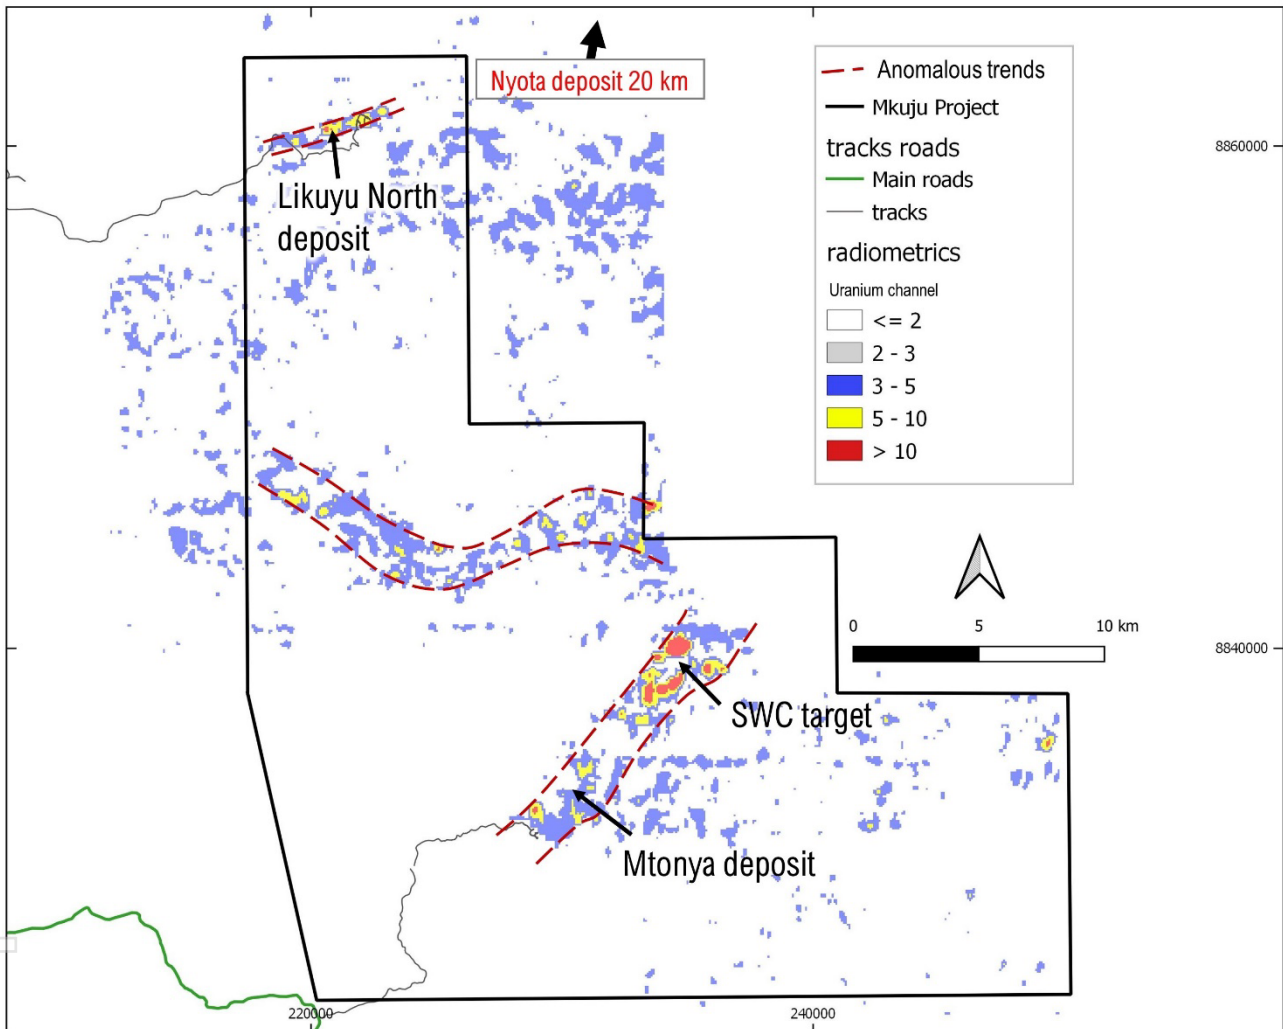 Nyota deposit 20 km
Anomalous trends
Mkuju Project
tracks roads
Main roads
tracks
radiometrics
Uranium channel
<= 2
2 - 3
3 - 5
5 - 10
> 10
8860000
Likuyu North
deposit
0 5 10 km
8840000
SWC target
Mtonya deposit
220000 240000